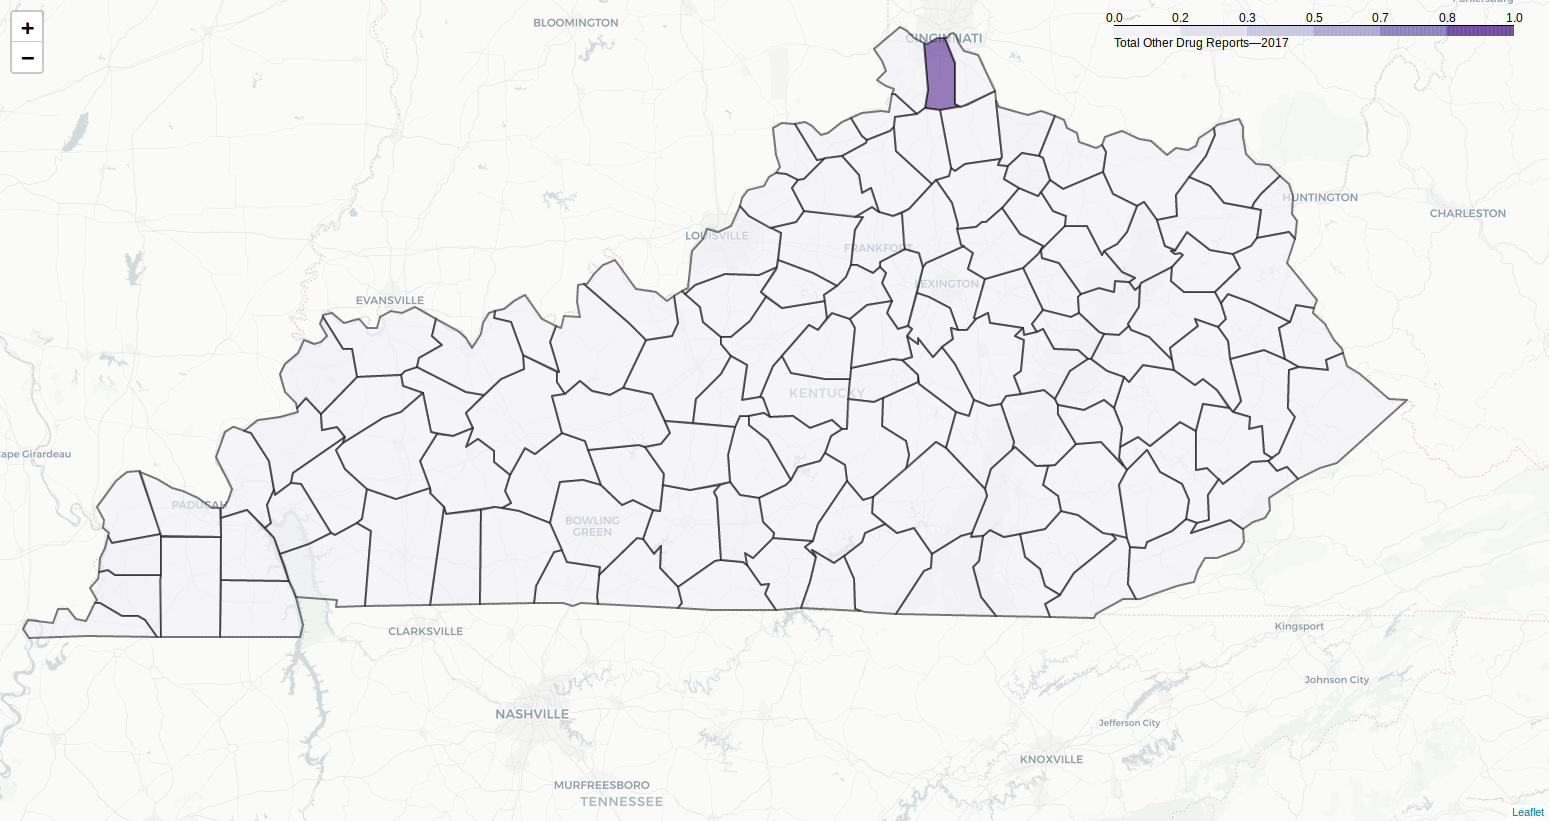 +
−
0.0 0.2 0.3 0.5 0.7 0.8 1.0
Total Other Drug Reports—2017
BLOOMINGTON
CINCINNATI
HUNTINGTON
CHARLESTON
LOUISVILLE
FRANKFORT
LEXINGTON
EVANSVILLE
KENTUCKY
ape Girardeau
PADUCAH
BOWLING
GREEN
CLARKSVILLE
Kingsport
Johnson City
NASHVILLE
Jefferson City
KNOXVILLE
MURFREESBORO
TENNESSEE
Leaflet